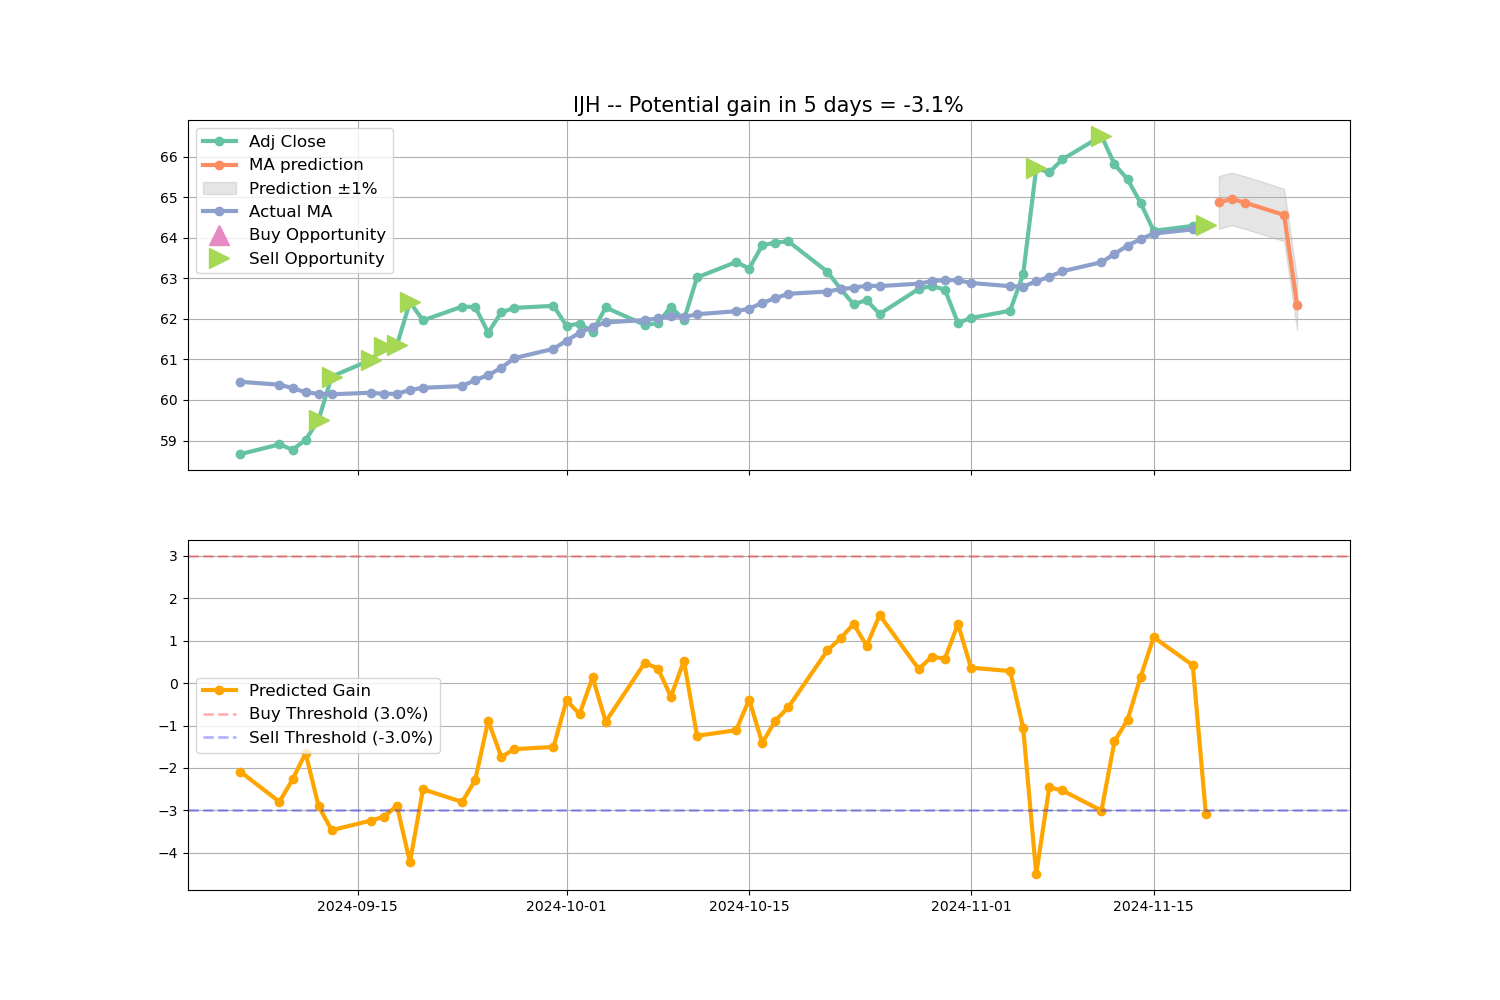 IJH -- Potential gain in 5 days = -3.1%
Adj Close
MA prediction
Prediction ±1%
Actual MA
Buy Opportunity
Sell Opportunity
66
65
64
63
62
61
60
59
3
2
1
0
−1
−2
−3
−4
Predicted Gain
Buy Threshold (3.0%)
Sell Threshold (-3.0%)
2024-09-15 2024-10-01 2024-10-15 2024-11-01 2024-11-15